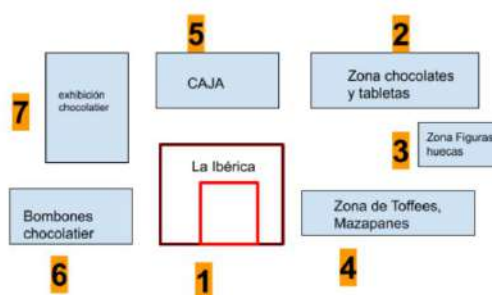 5
2
CAJA
Zona chocolates
y tabletas
exhibición
chocolatier
7
Zona Figuras
huecas
3
La Ibérica
Zona de Toffees,
Mazapanes
Bombones
chocolatier
6
1
4